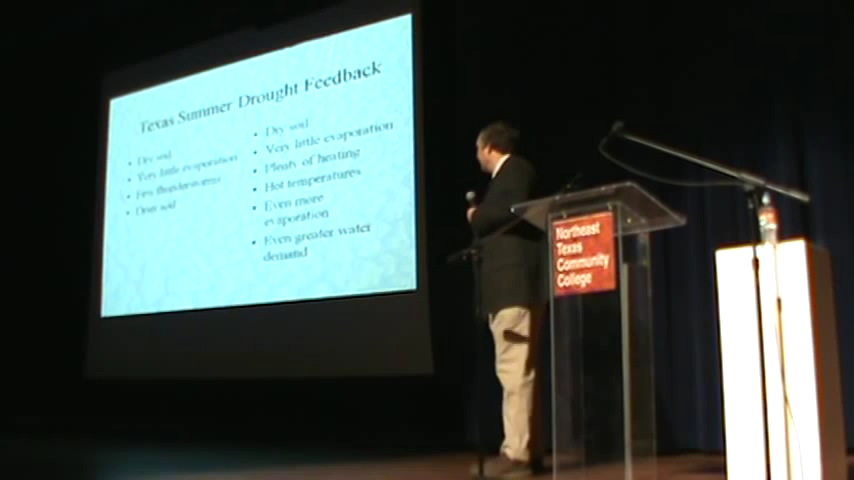 Texas Summer Drought Feedback
• Dry soil
• Very little evaporation
• Few thunderstorms
• Drier soil
• Dry soil
• Very little evaporation
• Plenty of heating
• Hot temperatures
• Even more
evaporation
• Even greater water
demand
Northeast
Texas
Community
College